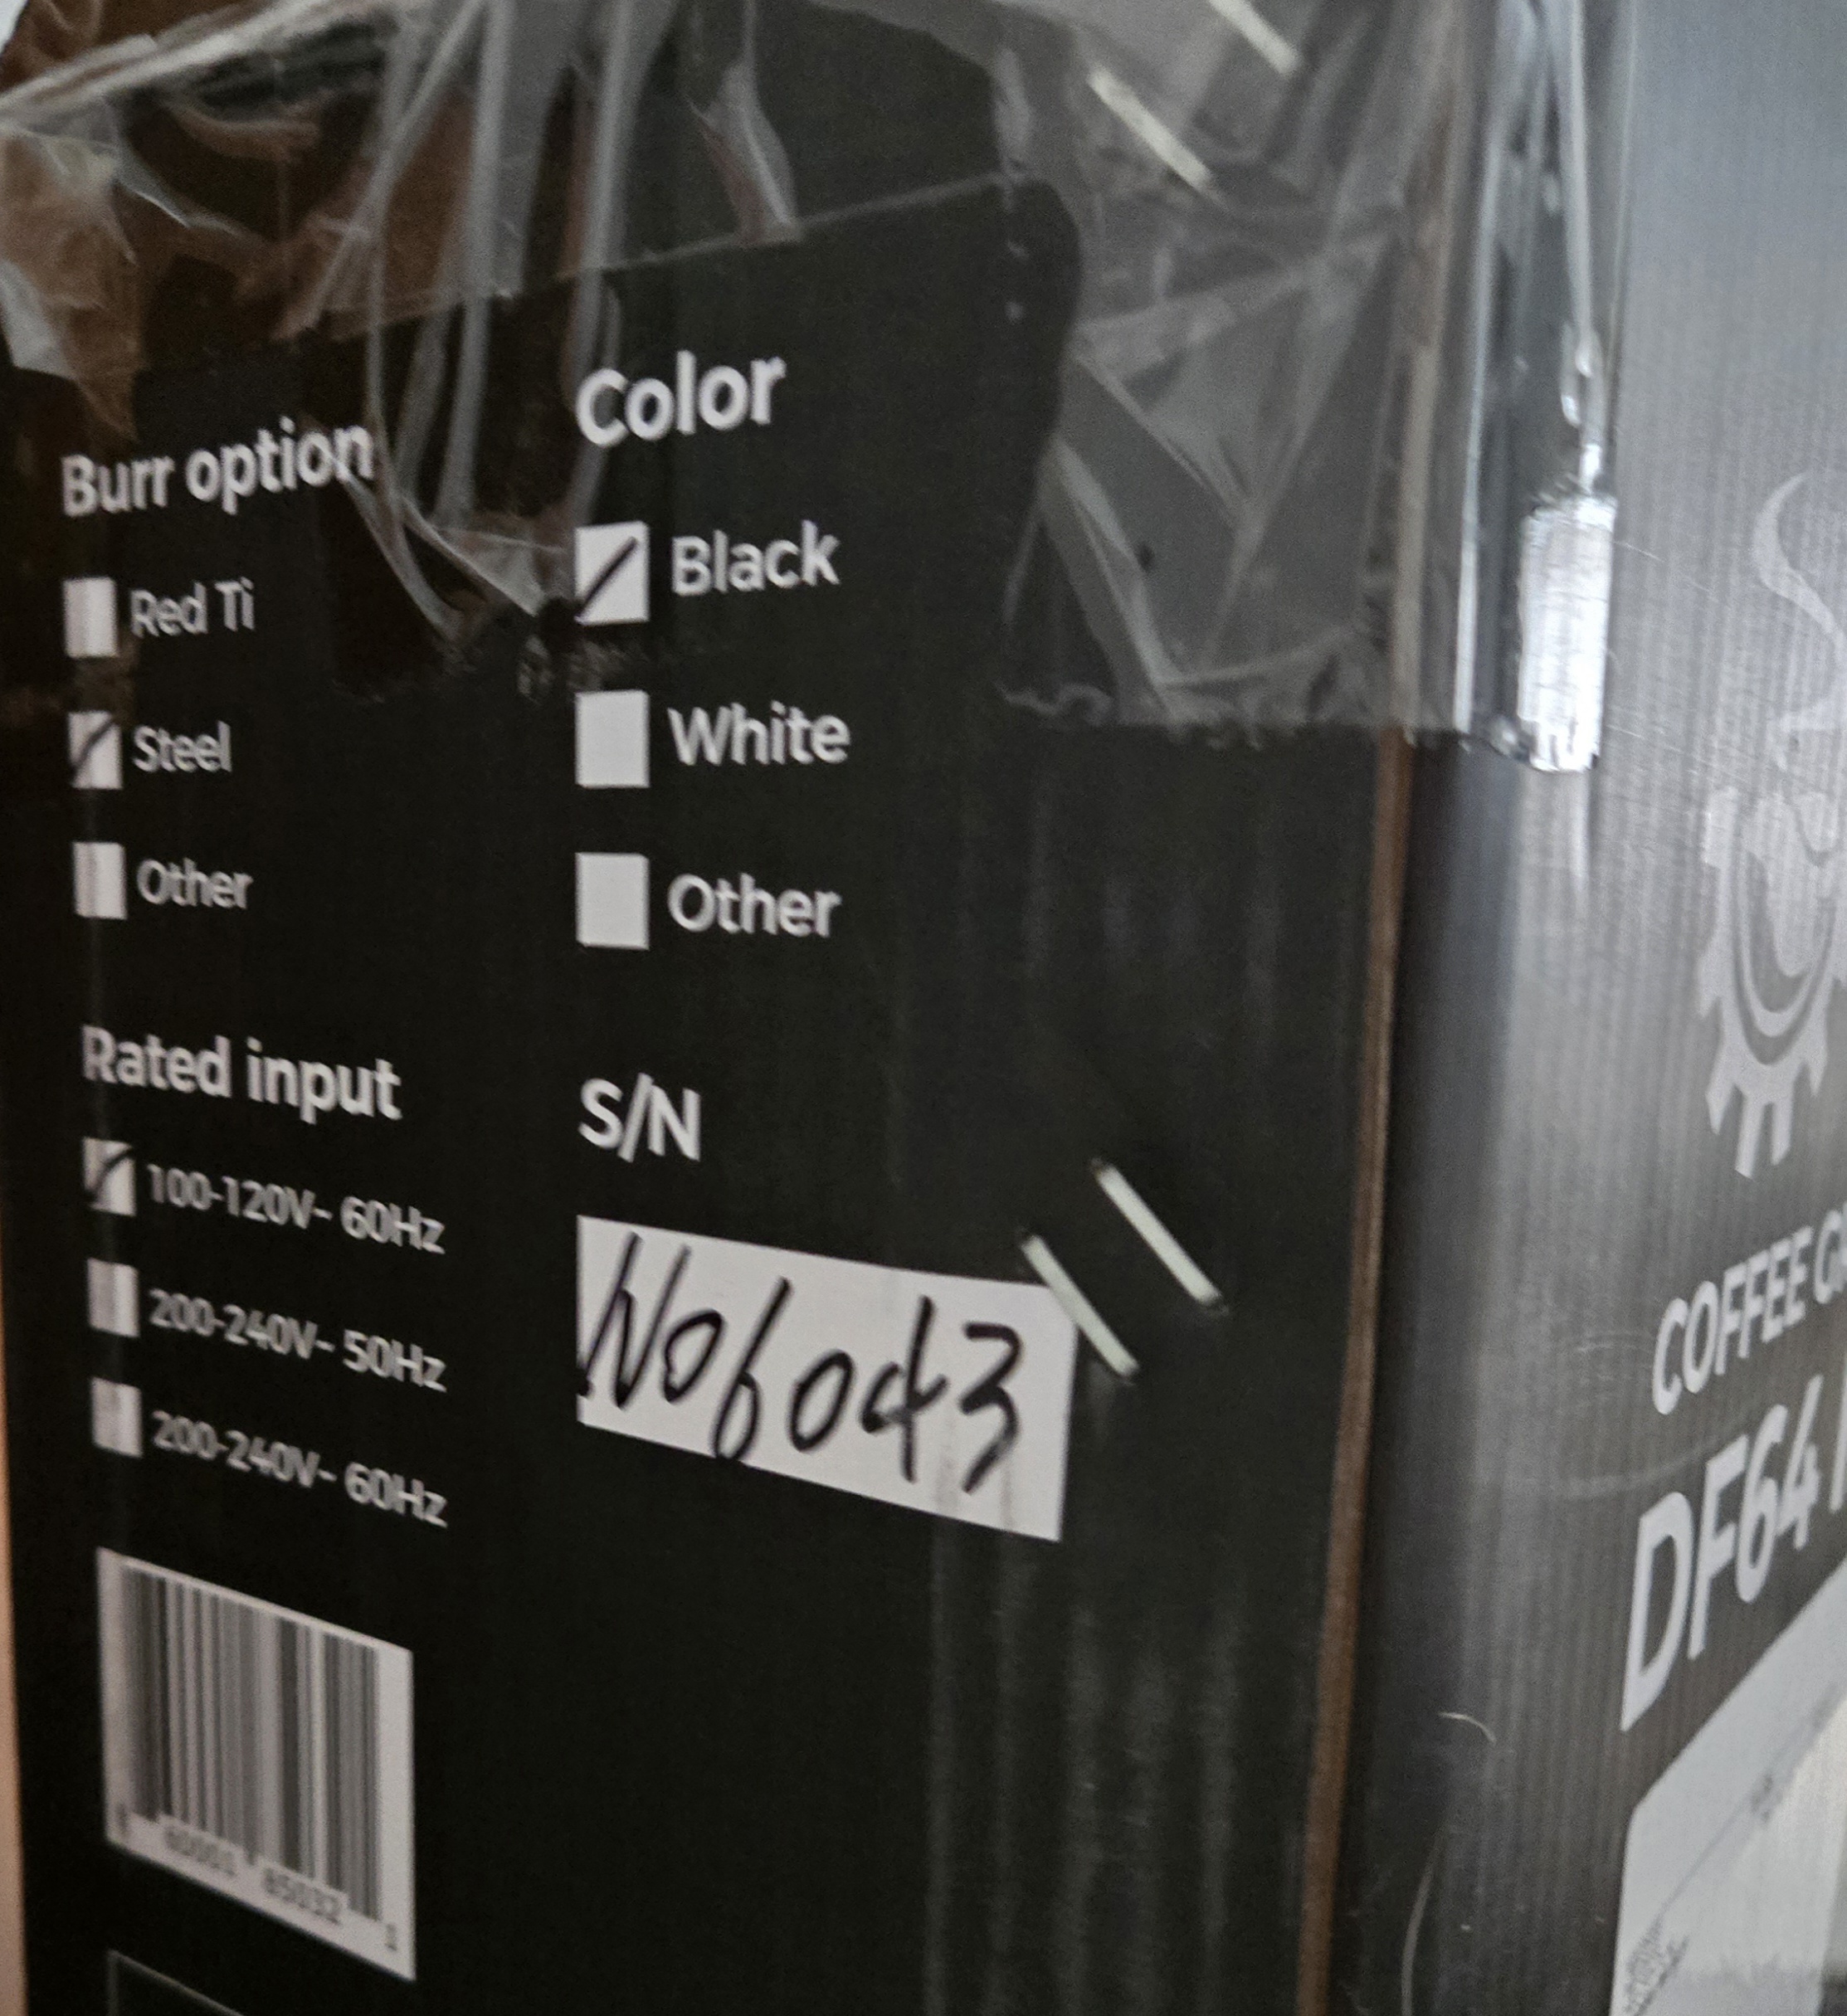 Burr option
Red Ti
Steel
Other
Color
Black
White
Other
Rated input
100-120V- 60Hz
200-240V- 50Hz
200-240V- 60Hz
S/N
COFFEE
DF64